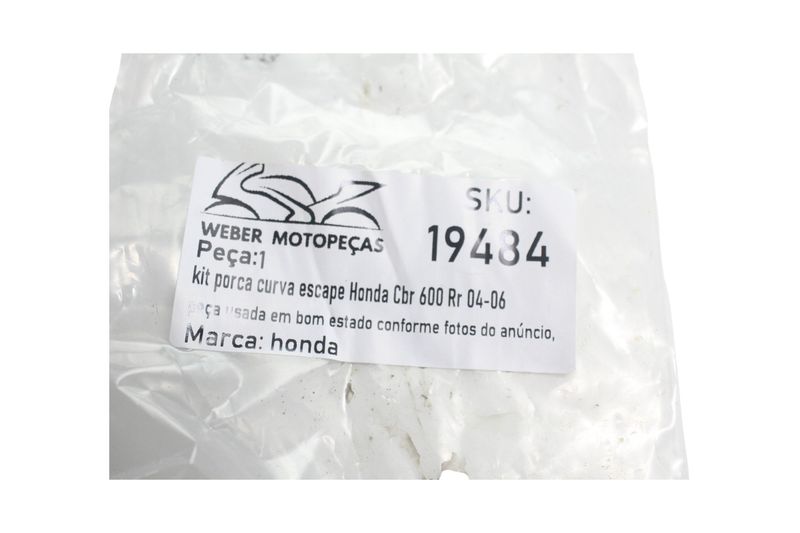 WEBER MOTOPEÇAS
SKU:
19484
Peça:1
kit porca curva escape Honda Cbr 600 Rr 04-06
peça usada em bom estado conforme fotos do anúncio,
Marca: honda